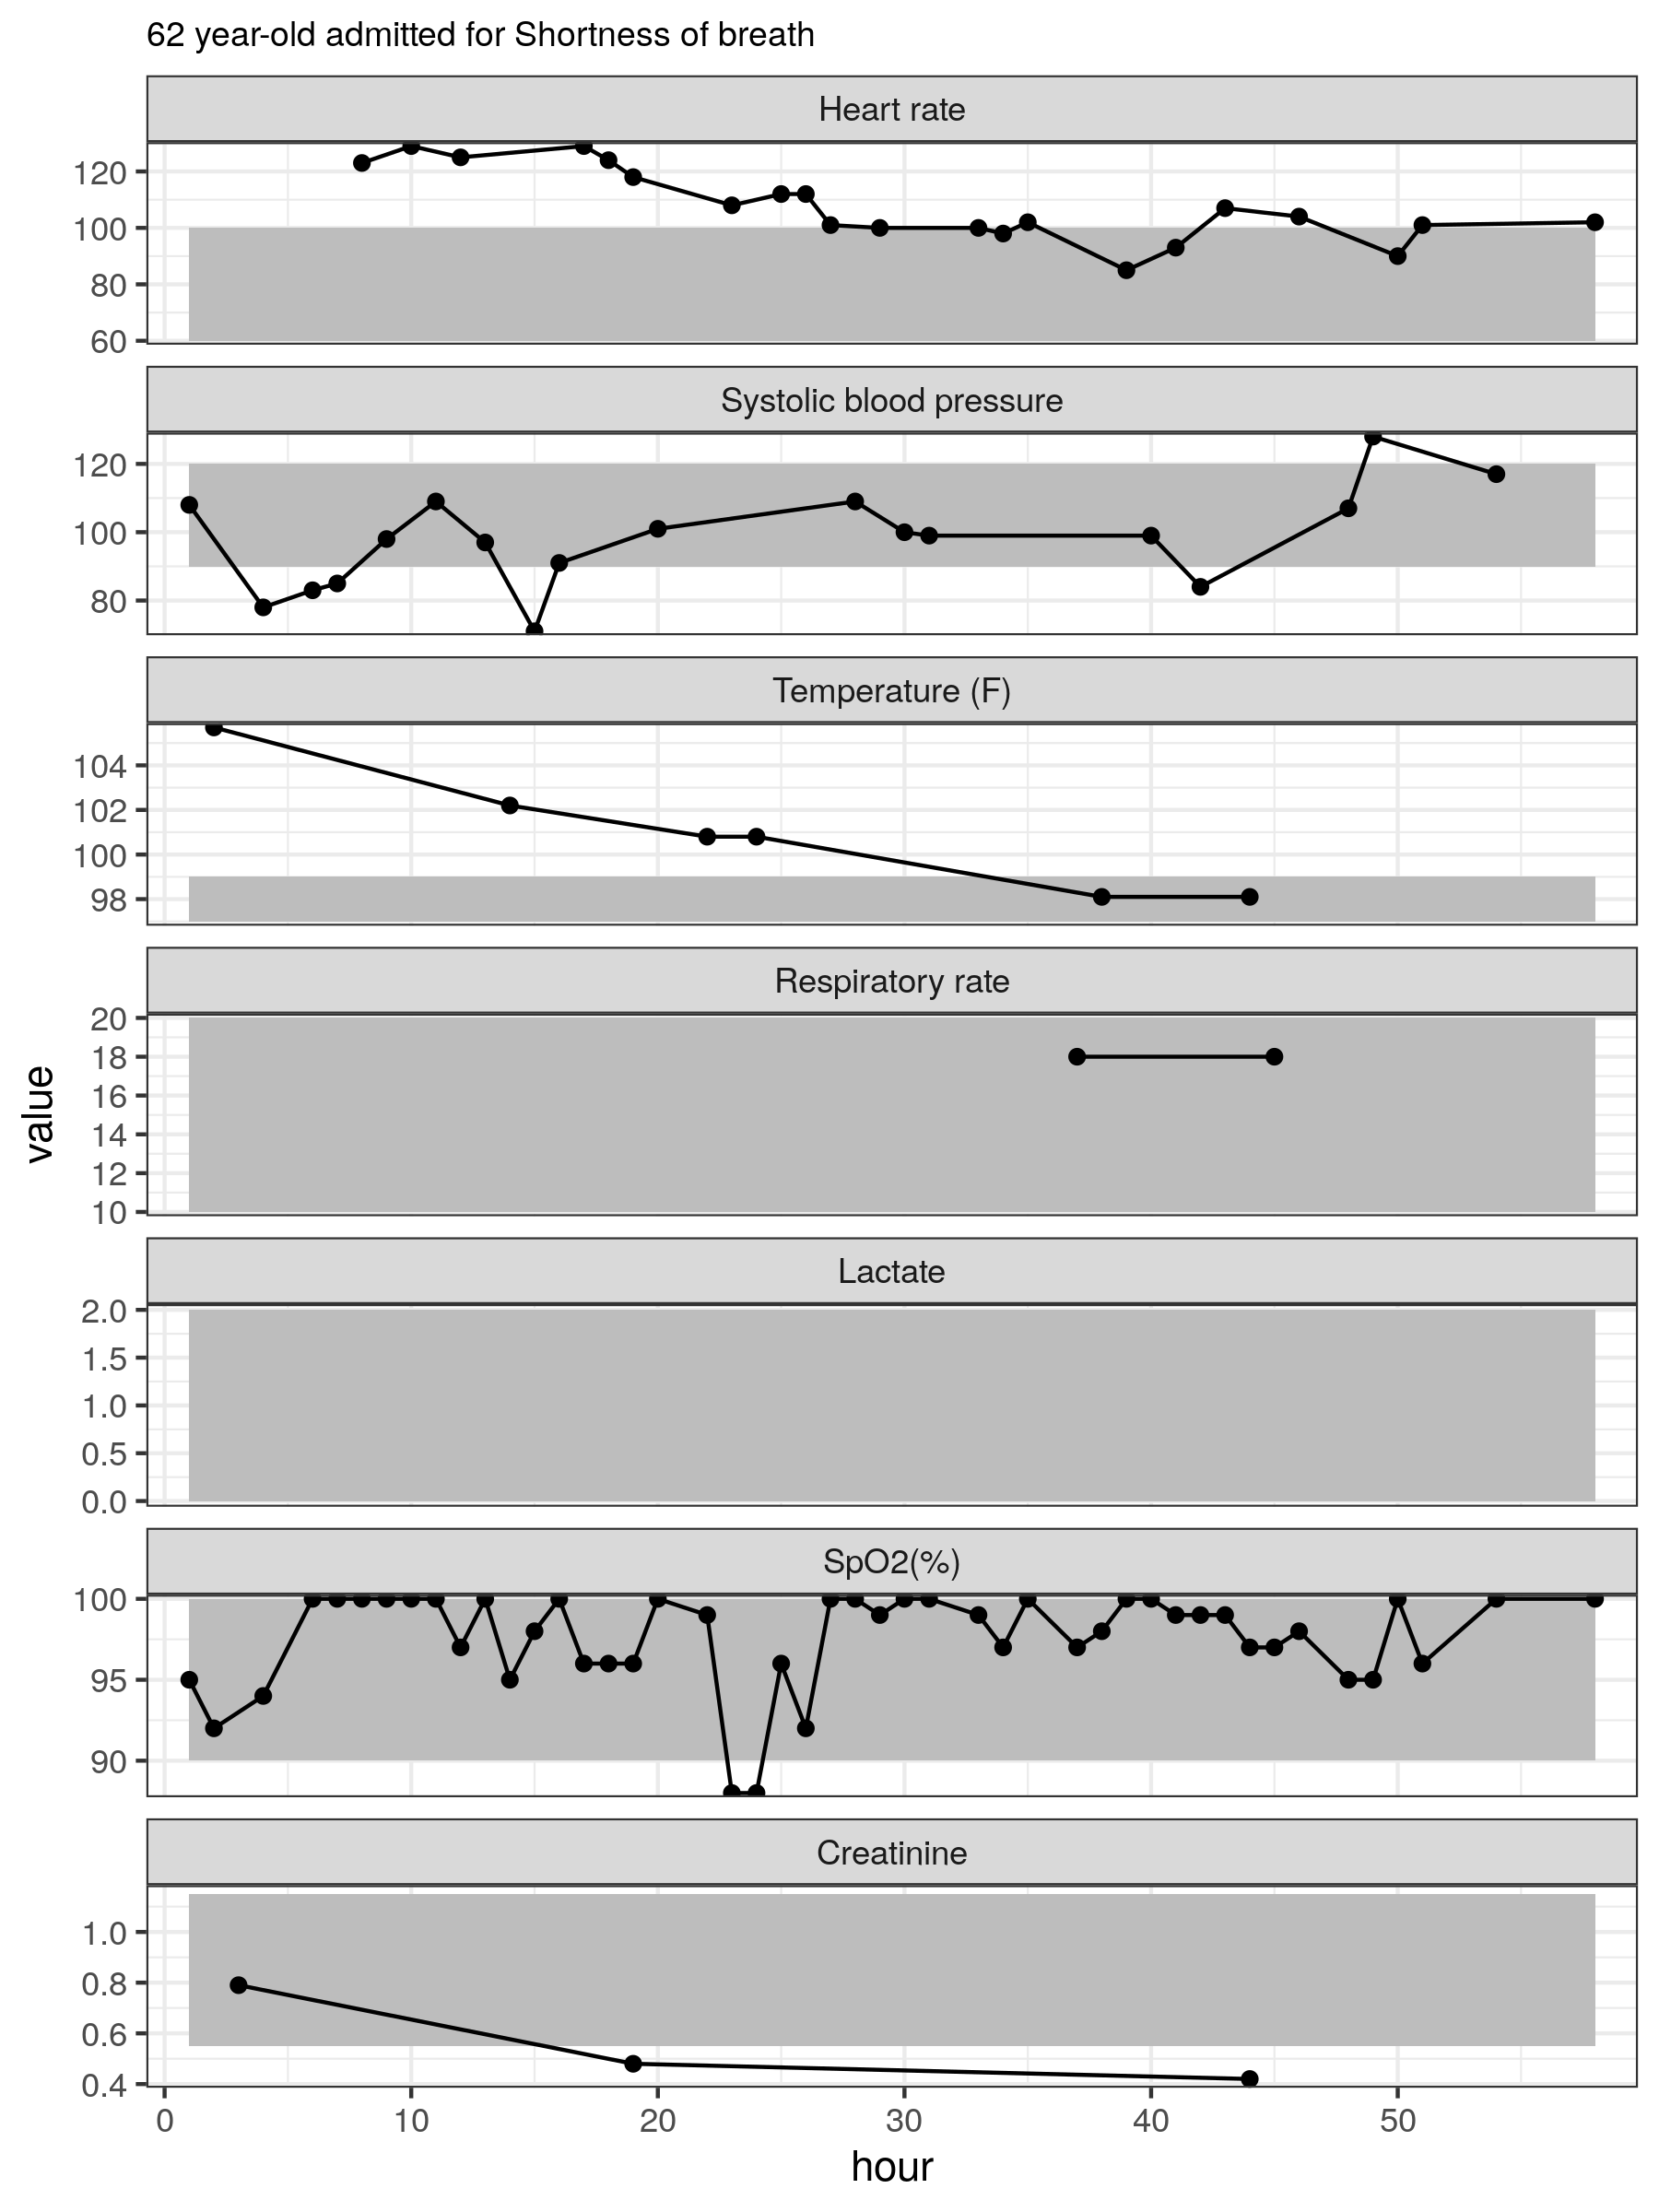 62 year-old admitted for Shortness of breath
Heart rate
120
100
80
60
Systolic blood pressure
120
100
80
Temperature (F)
104
102
100
98
Respiratory rate
20
18
16
14
12
10
value
Lactate
2.0
1.5
1.0
0.5
0.0
SpO2(%)
100
95
90
Creatinine
1.0
0.8
0.6
0.4
0 10 20 30 40 50
hour